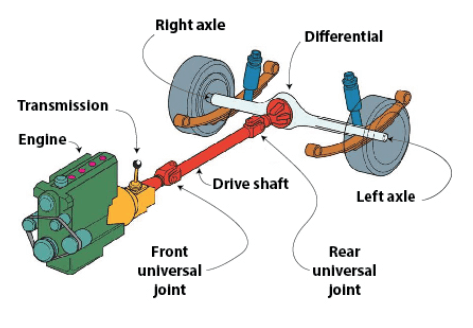 Right axle
Differential
Transmission
Engine
Drive shaft
Left axle
Front
universal
joint
Rear
universal
joint